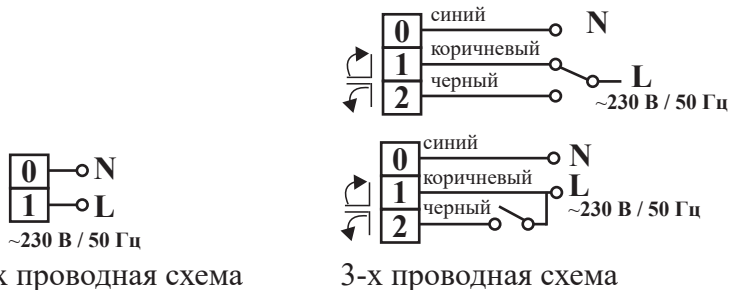 0 синий N
1 коричневый L
2 черный
~230 В / 50 Гц
0 синий N
1 коричневый L
2 черный
~230 В / 50 Гц
0 N
1 L
~230 В / 50 Гц
х проводная схема
3-х проводная схема